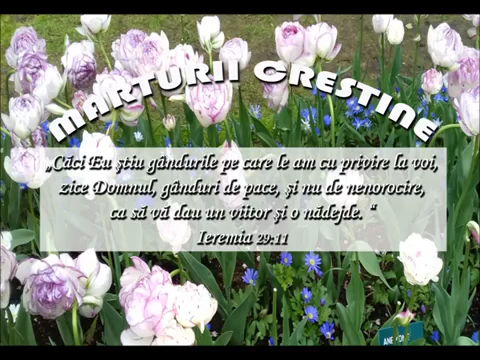 MARTURII CRESTINE
„Căci Eu ştiu gândurile pe care le am cu privire la voi,
zice Domnul, gânduri de pace, şi nu de nenorocire,
ca să vă dau un viitor şi o nădejde. “
Ieremia 29:11